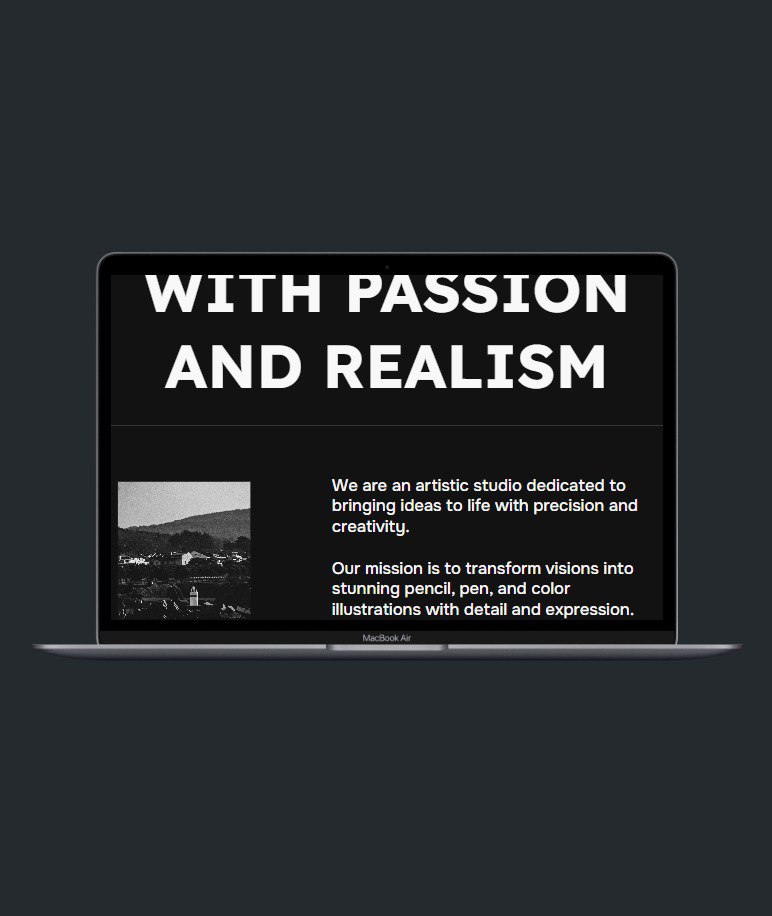 WITH PASSION
AND REALISM
We are an artistic studio dedicated to
bringing ideas to life with precision and
creativity.
Our mission is to transform visions into
stunning pencil, pen, and color
illustrations with detail and expression.
MacBook Air